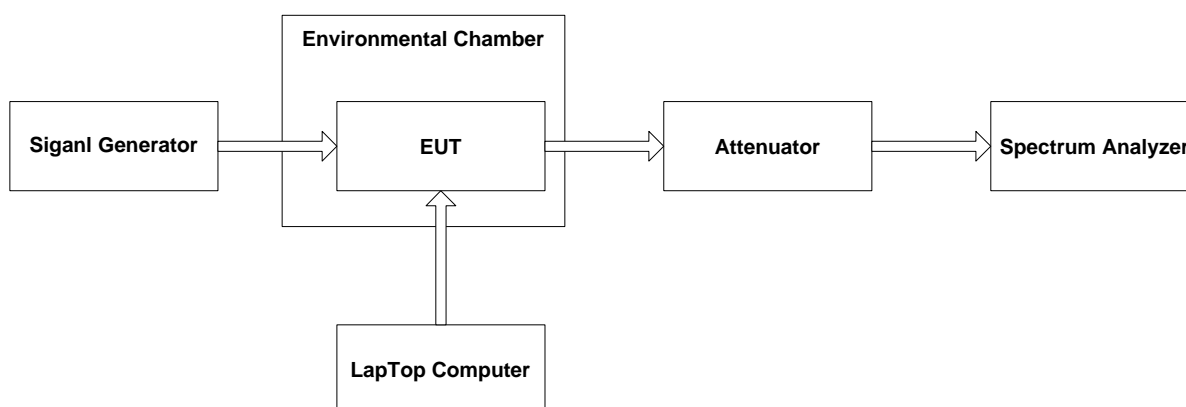 Environmental Chamber
Siganl Generator
EUT
Attenuator
Spectrum Analyzer
LapTop Computer